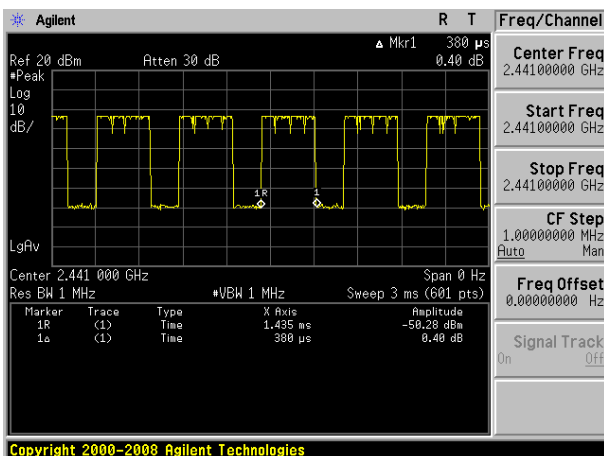 Agilent R T
Freq/Channel
Δ Mkr1 380 µs
Ref 20 dBm Atten 30 dB 0.40 dB
#Peak
Log
10
dB/
1R
1
LgAv
Center 2.441 000 GHz Span 0 Hz
Res BW 1 MHz #VBW 1 MHz Sweep 3 ms (601 pts)
Marker Trace Type X Axis Amplitude
1R (1) Time 1.435 ms -50.28 dBm
1Δ (1) Time 380 µs 0.40 dB
Center Freq
2.44100000 GHz
Start Freq
2.44100000 GHz
Stop Freq
2.44100000 GHz
CF Step
1.00000000 MHz
Auto Man
Freq Offset
0.00000000 Hz
Signal Track
On Off
Copyright 2000-2008 Agilent Technologies